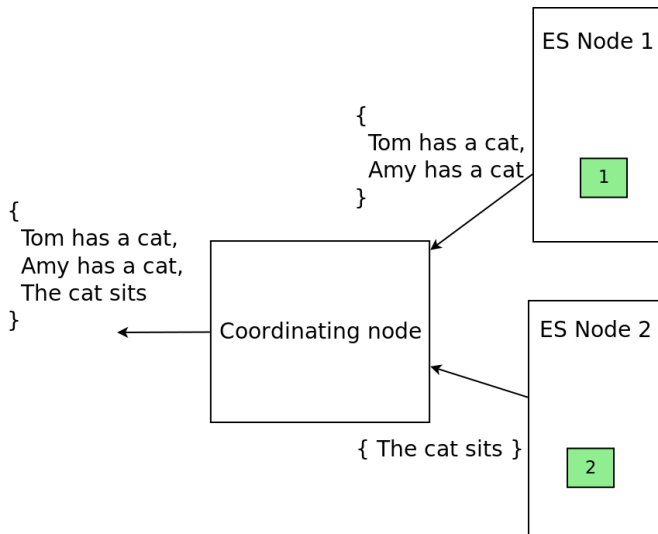 ES Node 1
{
Tom has a cat,
Amy has a cat
}
1
{
Tom has a cat,
Amy has a cat,
The cat sits
}
Coordinating node
ES Node 2
{ The cat sits }
2